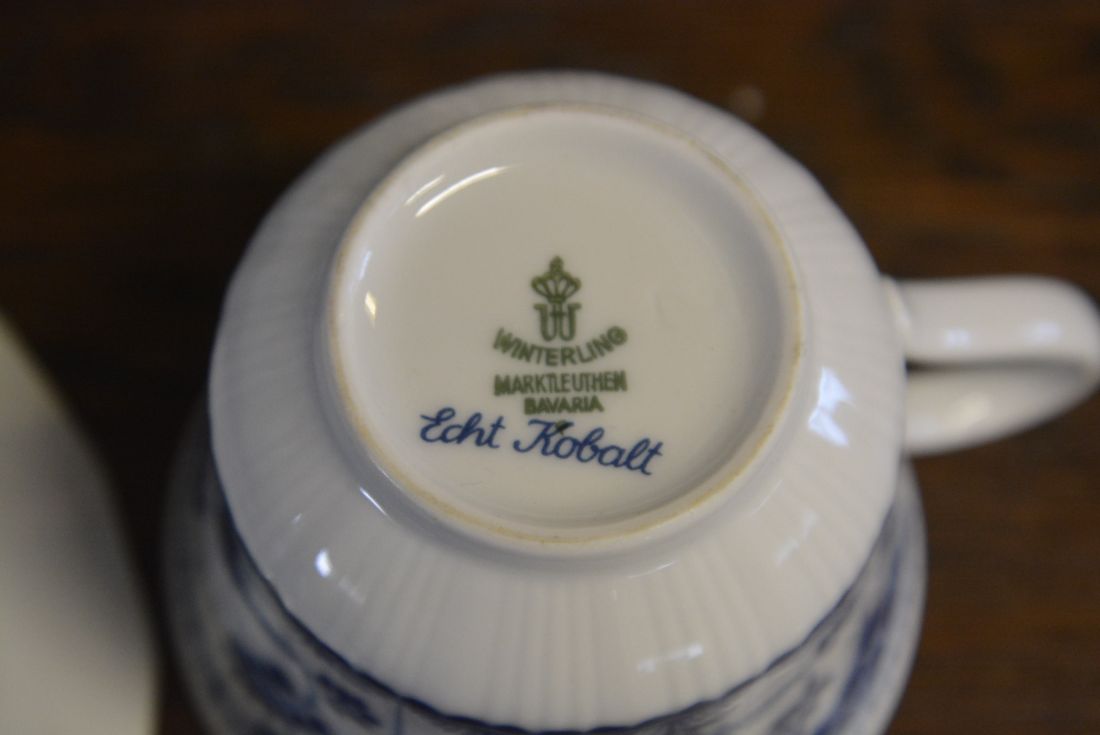 W
WINTERLING®
MARKTLEUTHEN
BAVARIA
Echt Kobalt